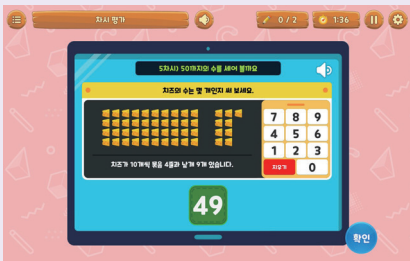 차시 평가
0 / 2
1:36
5차시) 50까지의 수를 세어 볼까요
치즈의 수는 몇 개인지 써 보세요.
7 8 9
4 5 6
1 2 3
지우기 0
치즈가 10개씩 묶음 4줄과 낱개 9개 있습니다.
49
확인